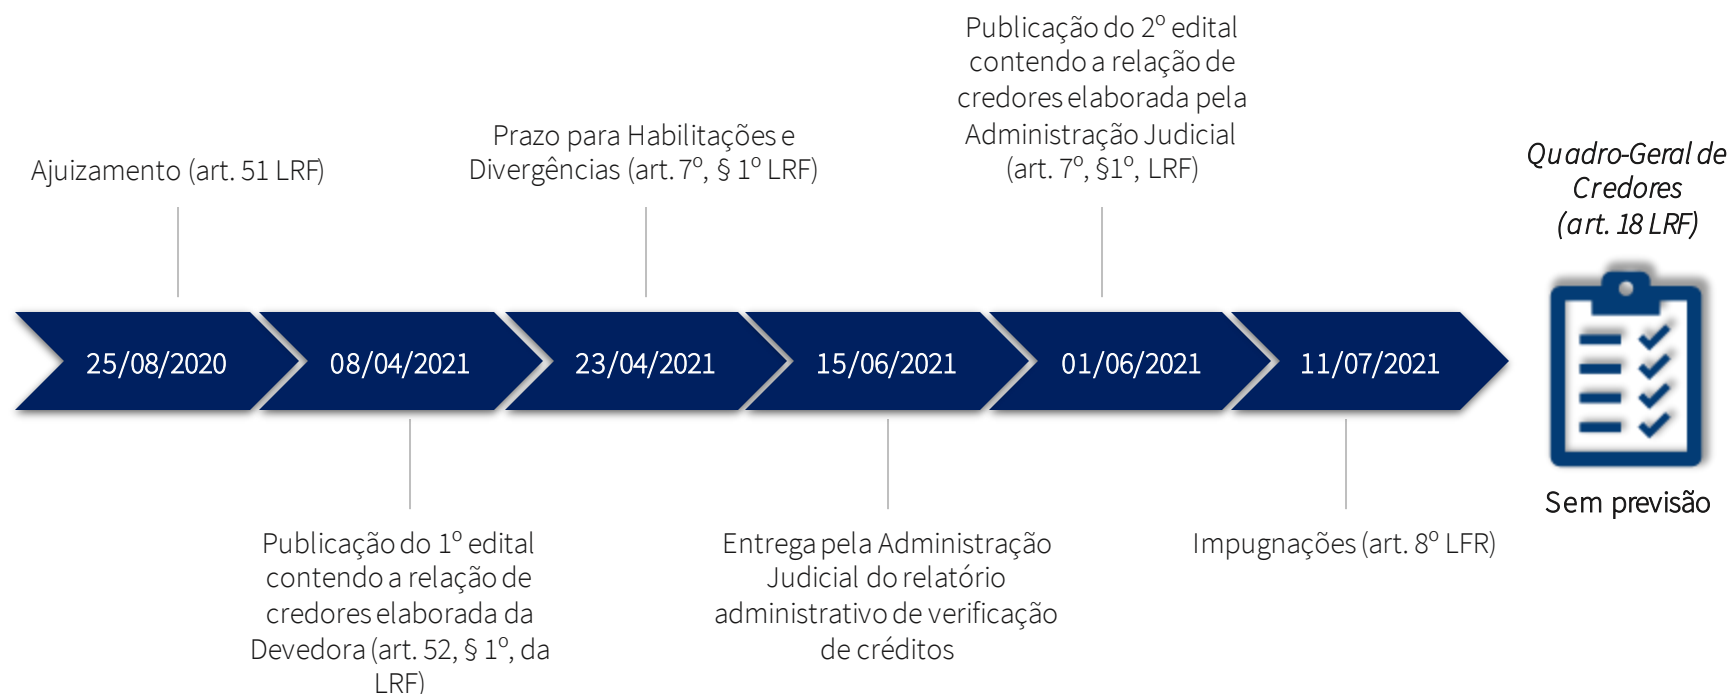 Ajuizamento (art. 51 LRF)
25/08/2020
08/04/2021
Publicação do 1º edital
contendo a relação de
credores elaborada da
Devedora (art. 52, § 1º, da
LRF)
Prazo para Habilitações e
Divergências (art. 7º, § 1º LRF)
23/04/2021
15/06/2021
Entrega pela Administração
Judicial do relatório
administrativo de verificação
de créditos
Publicação do 2º edital
contendo a relação de
credores elaborada pela
Administração Judicial
(art. 7º, §1º, LRF)
01/06/2021
11/07/2021
Impugnações (art. 8º LFR)
Quadro-Geral de
Credores
(art. 18 LRF)
Sem previsão